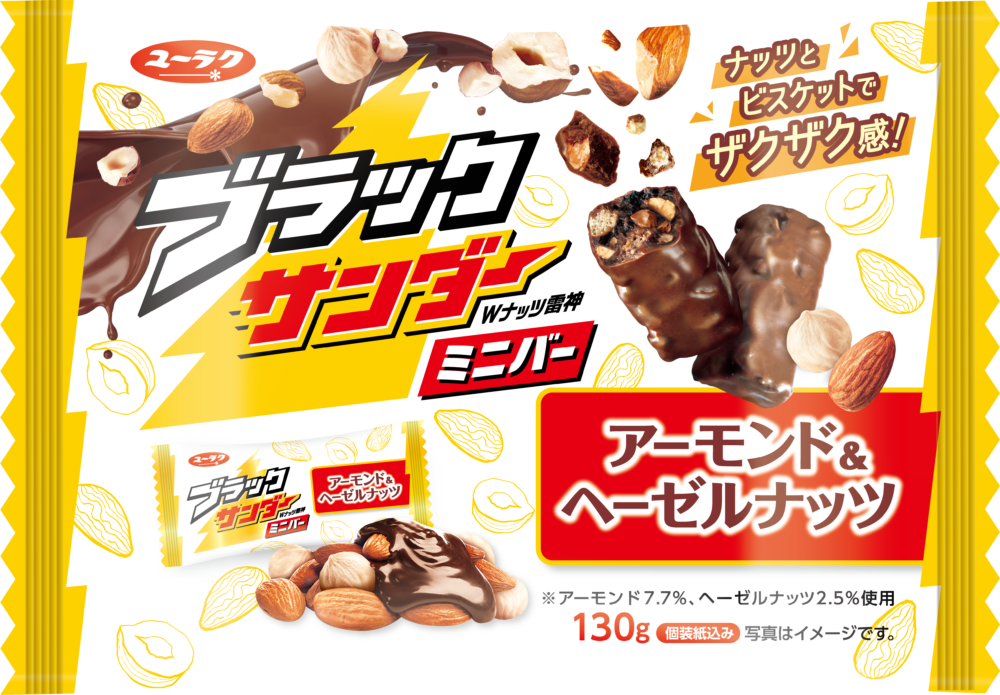 ユーラク
ナッツと
ビスケットで
ザクザク感!
ブラック
サンダー
Wナッツ雷神
ミニバー
アーモンド&
ヘーゼルナッツ
ユーラク
ブラック
サンダー
Wナッツ雷神
ミニバー
アーモンド&
ヘーゼルナッツ
※アーモンド7.7%、ヘーゼルナッツ2.5%使用
130g 個装紙込み 写真はイメージです。